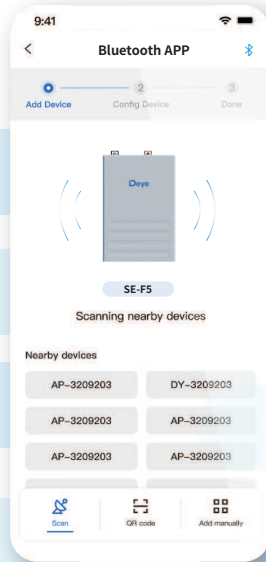 9:41
Bluetooth APP
2
3
Add Device
Config Device
Done
Deye
SE-F5
Scanning nearby devices
Nearby devices
AP-3209203
DY-3209203
AP-3209203
AP-3209203
AP-3209203
AP-3209203
Scan
QR code
Add manually